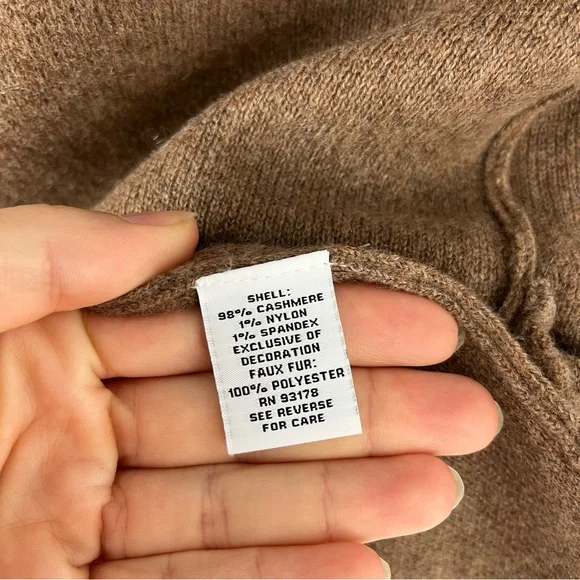 SHELL:
98% CASHMERE
1% NYLON
1% SPANDEX
EXCLUSIVE OF
DECORATION
FAUX FUR:
100% POLYESTER
RN 93178
SEE REVERSE
FOR CARE